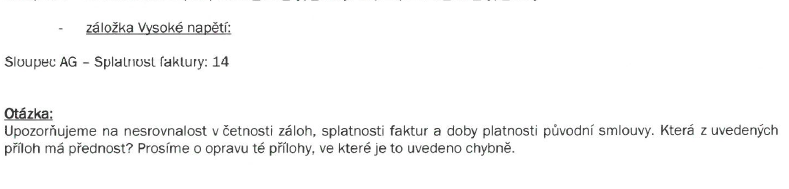 - záložka Vysoké napětí:
Sloupec AG – Splatnost faktury: 14
Otázka:
Upozorňujeme na nesrovnalost v četnosti záloh, splatnosti faktur a doby platnosti původní smlouvy. Která z uvedených
příloh má přednost? Prosíme o opravu té přílohy, ve které je to uvedeno chybně.